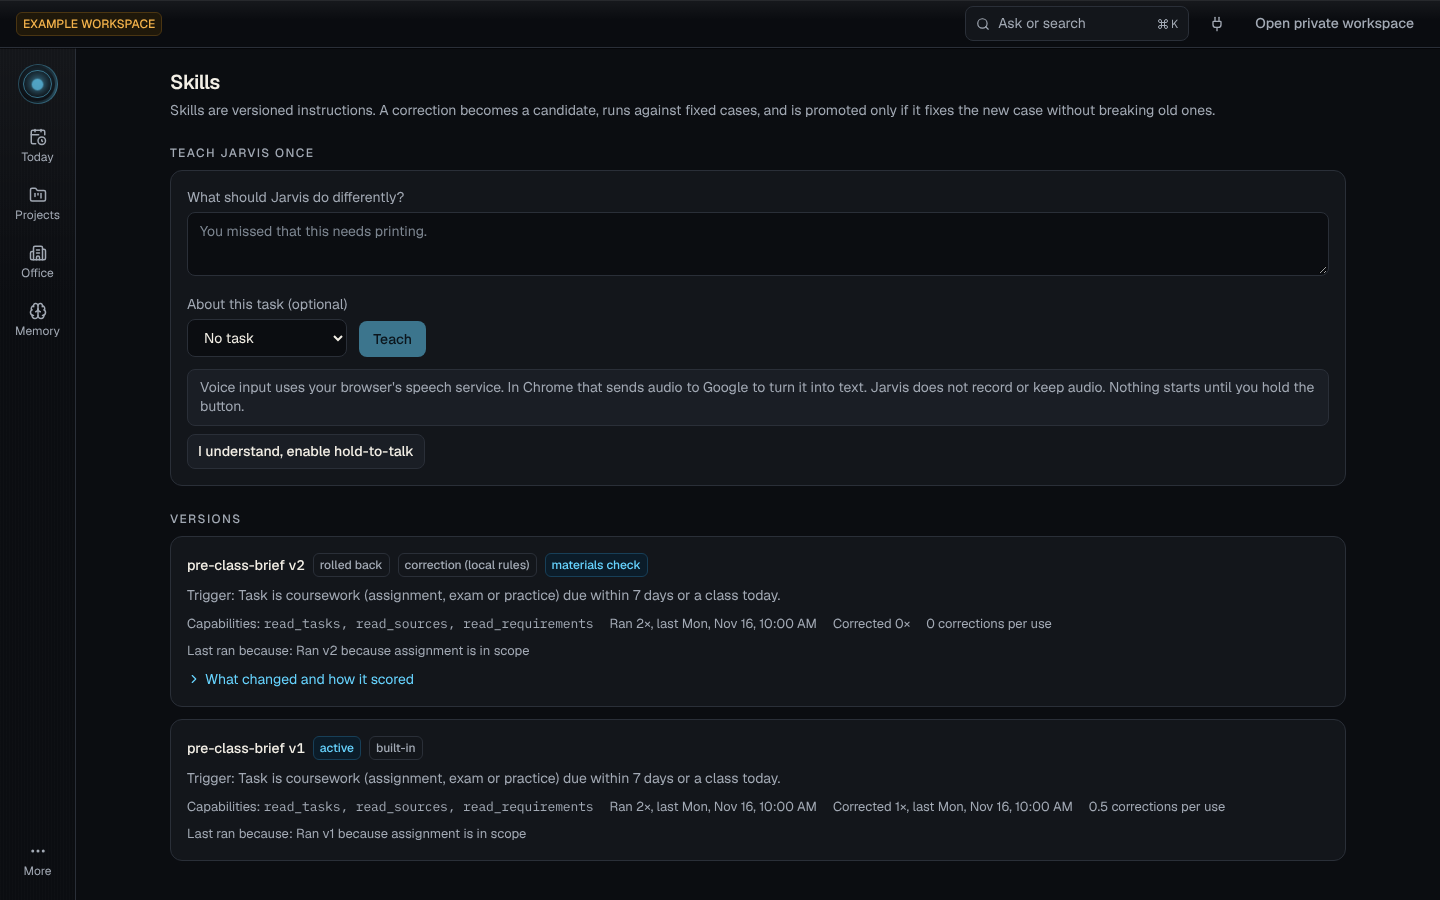 EXAMPLE WORKSPACE
Ask or search
⌘K
Open private workspace
Today
Projects
Office
Memory
More
Skills
Skills are versioned instructions. A correction becomes a candidate, runs against fixed cases, and is promoted only if it fixes the new case without breaking old ones.
TEACH JARVIS ONCE
What should Jarvis do differently?
You missed that this needs printing.
About this task (optional)
No task
Teach
Voice input uses your browser's speech service. In Chrome that sends audio to Google to turn it into text. Jarvis does not record or keep audio. Nothing starts until you hold the
button.
I understand, enable hold-to-talk
VERSIONS
pre-class-brief v2 rolled back correction (local rules) materials check
Trigger: Task is coursework (assignment, exam or practice) due within 7 days or a class today.
Capabilities: read_tasks, read_sources, read_requirements Ran 2×, last Mon, Nov 16, 10:00 AM Corrected 0× 0 corrections per use
Last ran because: Ran v2 because assignment is in scope
What changed and how it scored
pre-class-brief v1 active built-in
Trigger: Task is coursework (assignment, exam or practice) due within 7 days or a class today.
Capabilities: read_tasks, read_sources, read_requirements Ran 2×, last Mon, Nov 16, 10:00 AM Corrected 1×, last Mon, Nov 16, 10:00 AM 0.5 corrections per use
Last ran because: Ran v1 because assignment is in scope